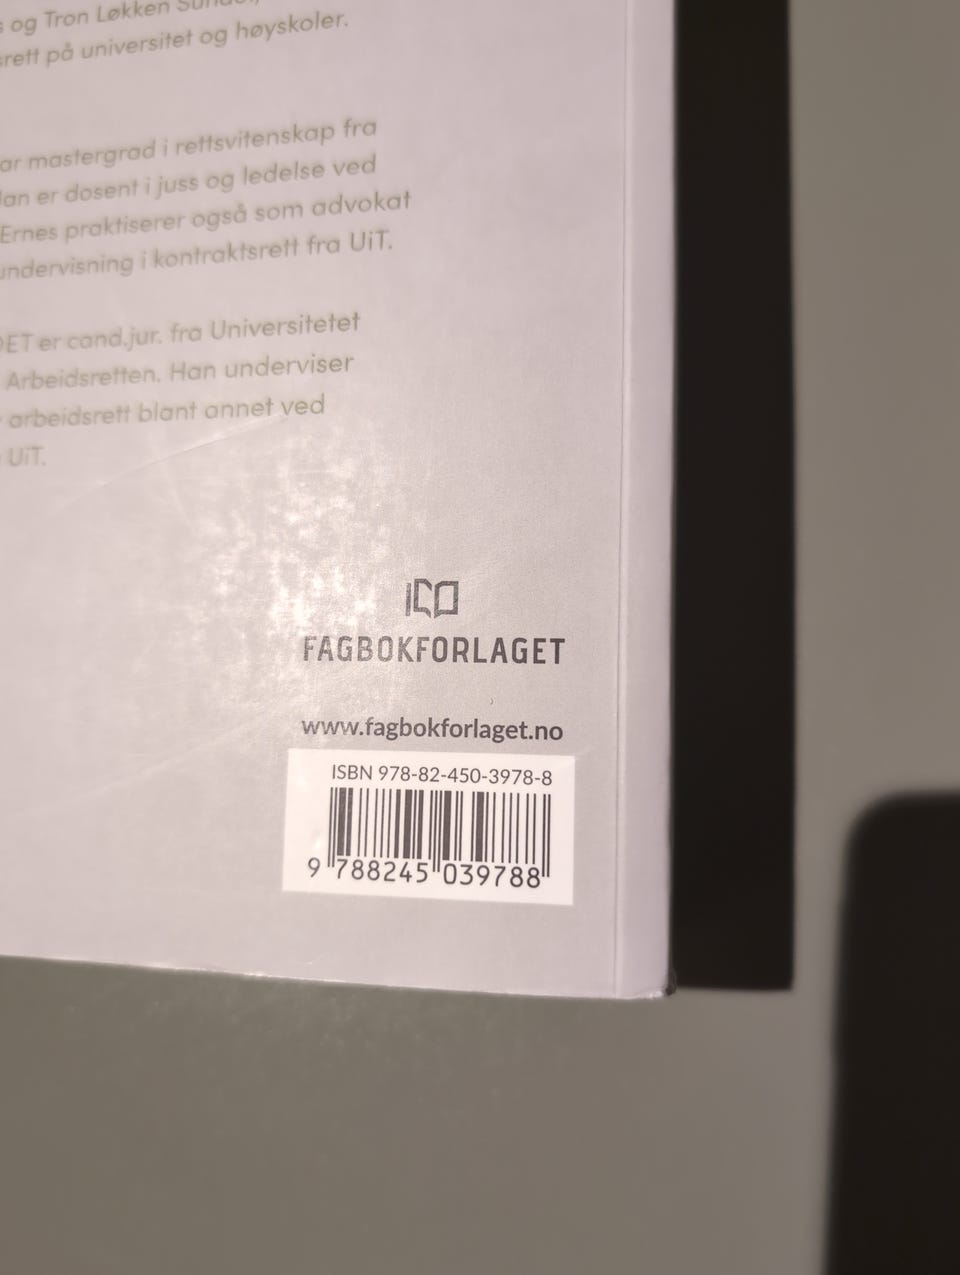 s og Tron Løkken Sundet,
srett på universitet og høyskoler.
ar mastergrad i rettsvitenskap fra
Han er dosent i juss og ledelse ved
Ernes praktiserer også som advokat
undervisning i kontraktsrett fra UiT.
DET er cand.jur. fra Universitetet
Arbeidsretten. Han underviser
arbeidsrett blant annet ved
UiT.
FAGBOKFORLAGET
www.fagbokforlaget.no
ISBN 978-82-450-3978-8
9 788245 039788